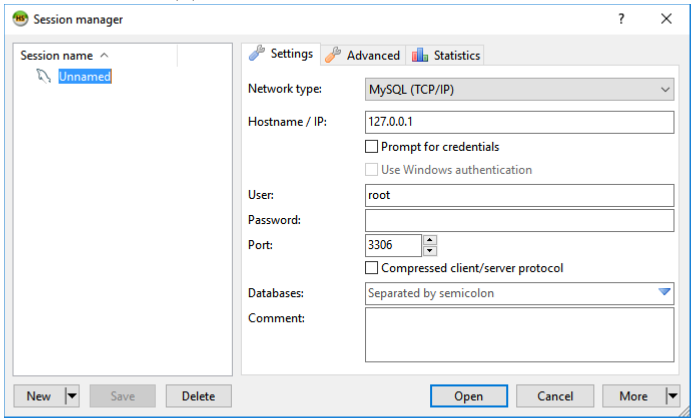 HS Session manager ? ×
Session name
Unnamed
Settings Advanced Statistics
Network type: MySQL (TCP/IP)
Hostname / IP: 127.0.0.1
Prompt for credentials
Use Windows authentication
User: root
Password:
Port: 3306
Compressed client/server protocol
Databases: Separated by semicolon
Comment:
New Save Delete Open Cancel More